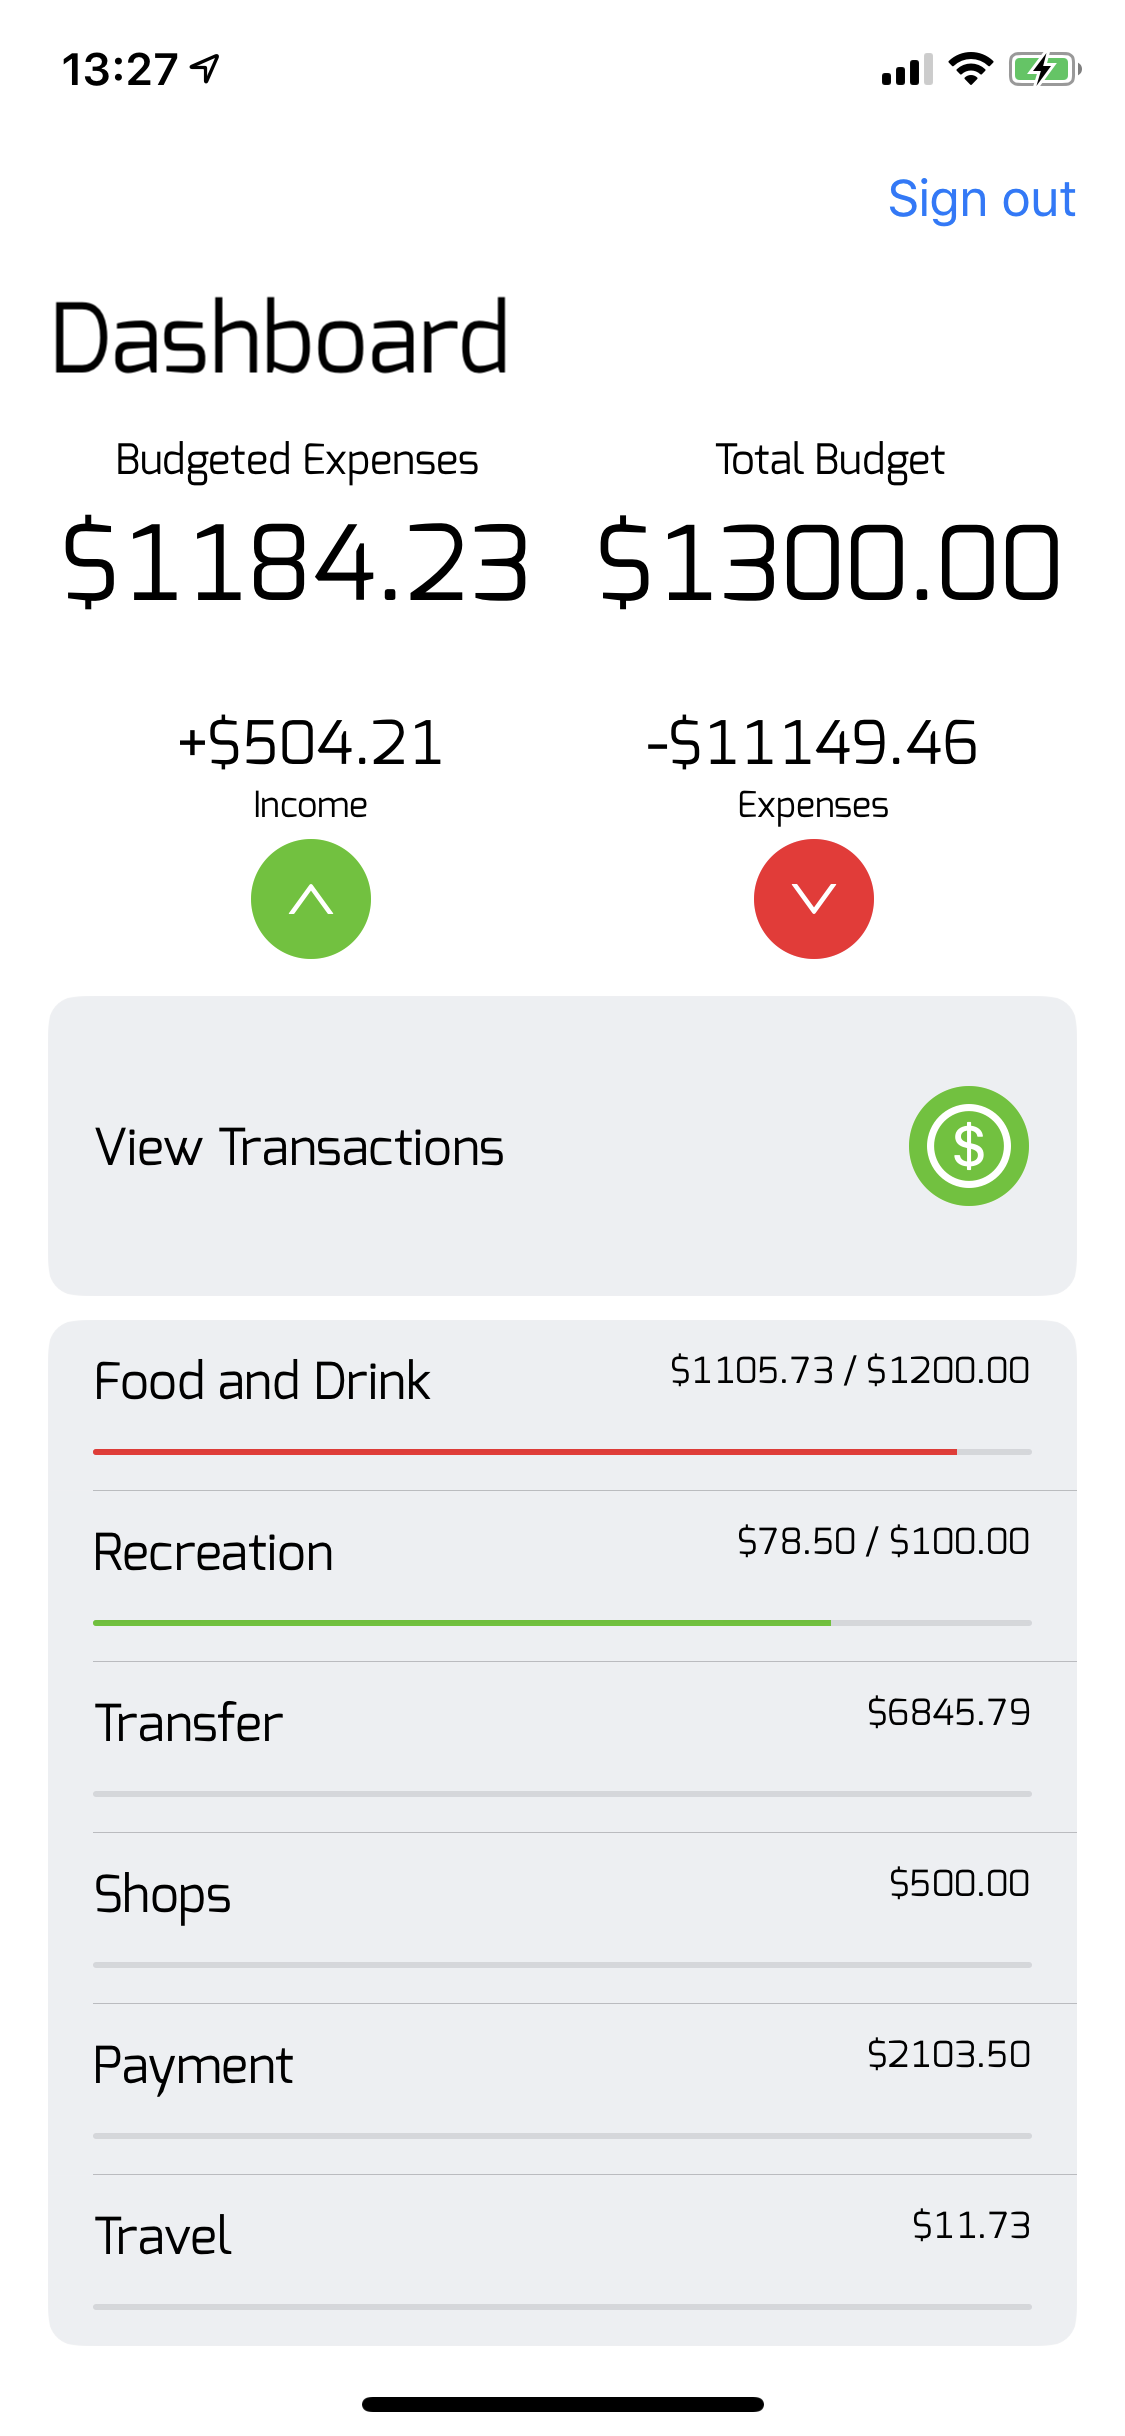 13:27
Sign out
Dashboard
Budgeted Expenses
Total Budget
$1184.23
$1300.00
+$504.21
-$11149.46
Income
Expenses
View Transactions
$
Food and Drink
$1105.73 / $1200.00
Recreation
$78.50 / $100.00
Transfer
$6845.79
Shops
$500.00
Payment
$2103.50
Travel
$11.73